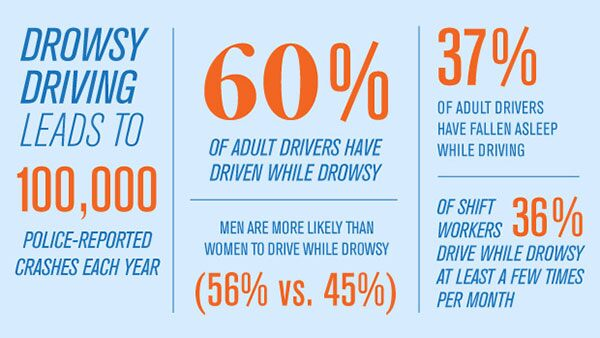 DROWSY
DRIVING
LEADS TO
100,000
POLICE-REPORTED
CRASHES EACH YEAR
60%
OF ADULT DRIVERS HAVE
DRIVEN WHILE DROWSY
MEN ARE MORE LIKELY THAN
WOMEN TO DRIVE WHILE DROWSY
(56% vs. 45%)
37%
OF ADULT DRIVERS
HAVE FALLEN ASLEEP
WHILE DRIVING
OF SHIFT
WORKERS 36%
DRIVE WHILE DROWSY
AT LEAST A FEW TIMES
PER MONTH